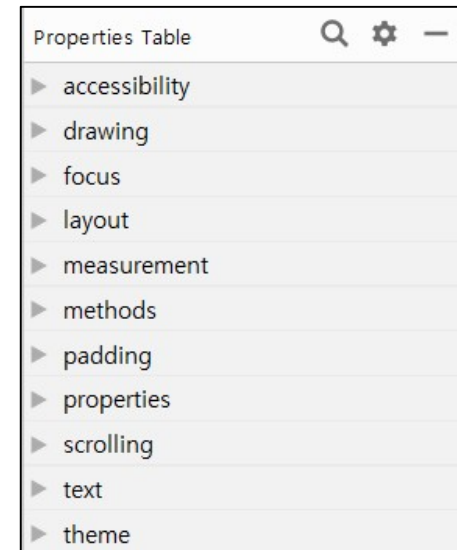 Properties Table
accessibility
drawing
focus
layout
measurement
methods
padding
properties
scrolling
text
theme